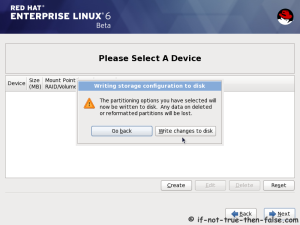 RED HAT
ENTERPRISE LINUX 6
Beta
Please Select A Device
Device
Size (MB)
Mount Point
RAID/Volume
Writing storage configuration to disk
The partitioning options you have selected will
now be written to disk. Any data on deleted
or reformatted partitions will be lost.
Go back
Write changes to disk
Create
Edit
Delete
Reset
Back
Next
© if-not-true-then-false.com